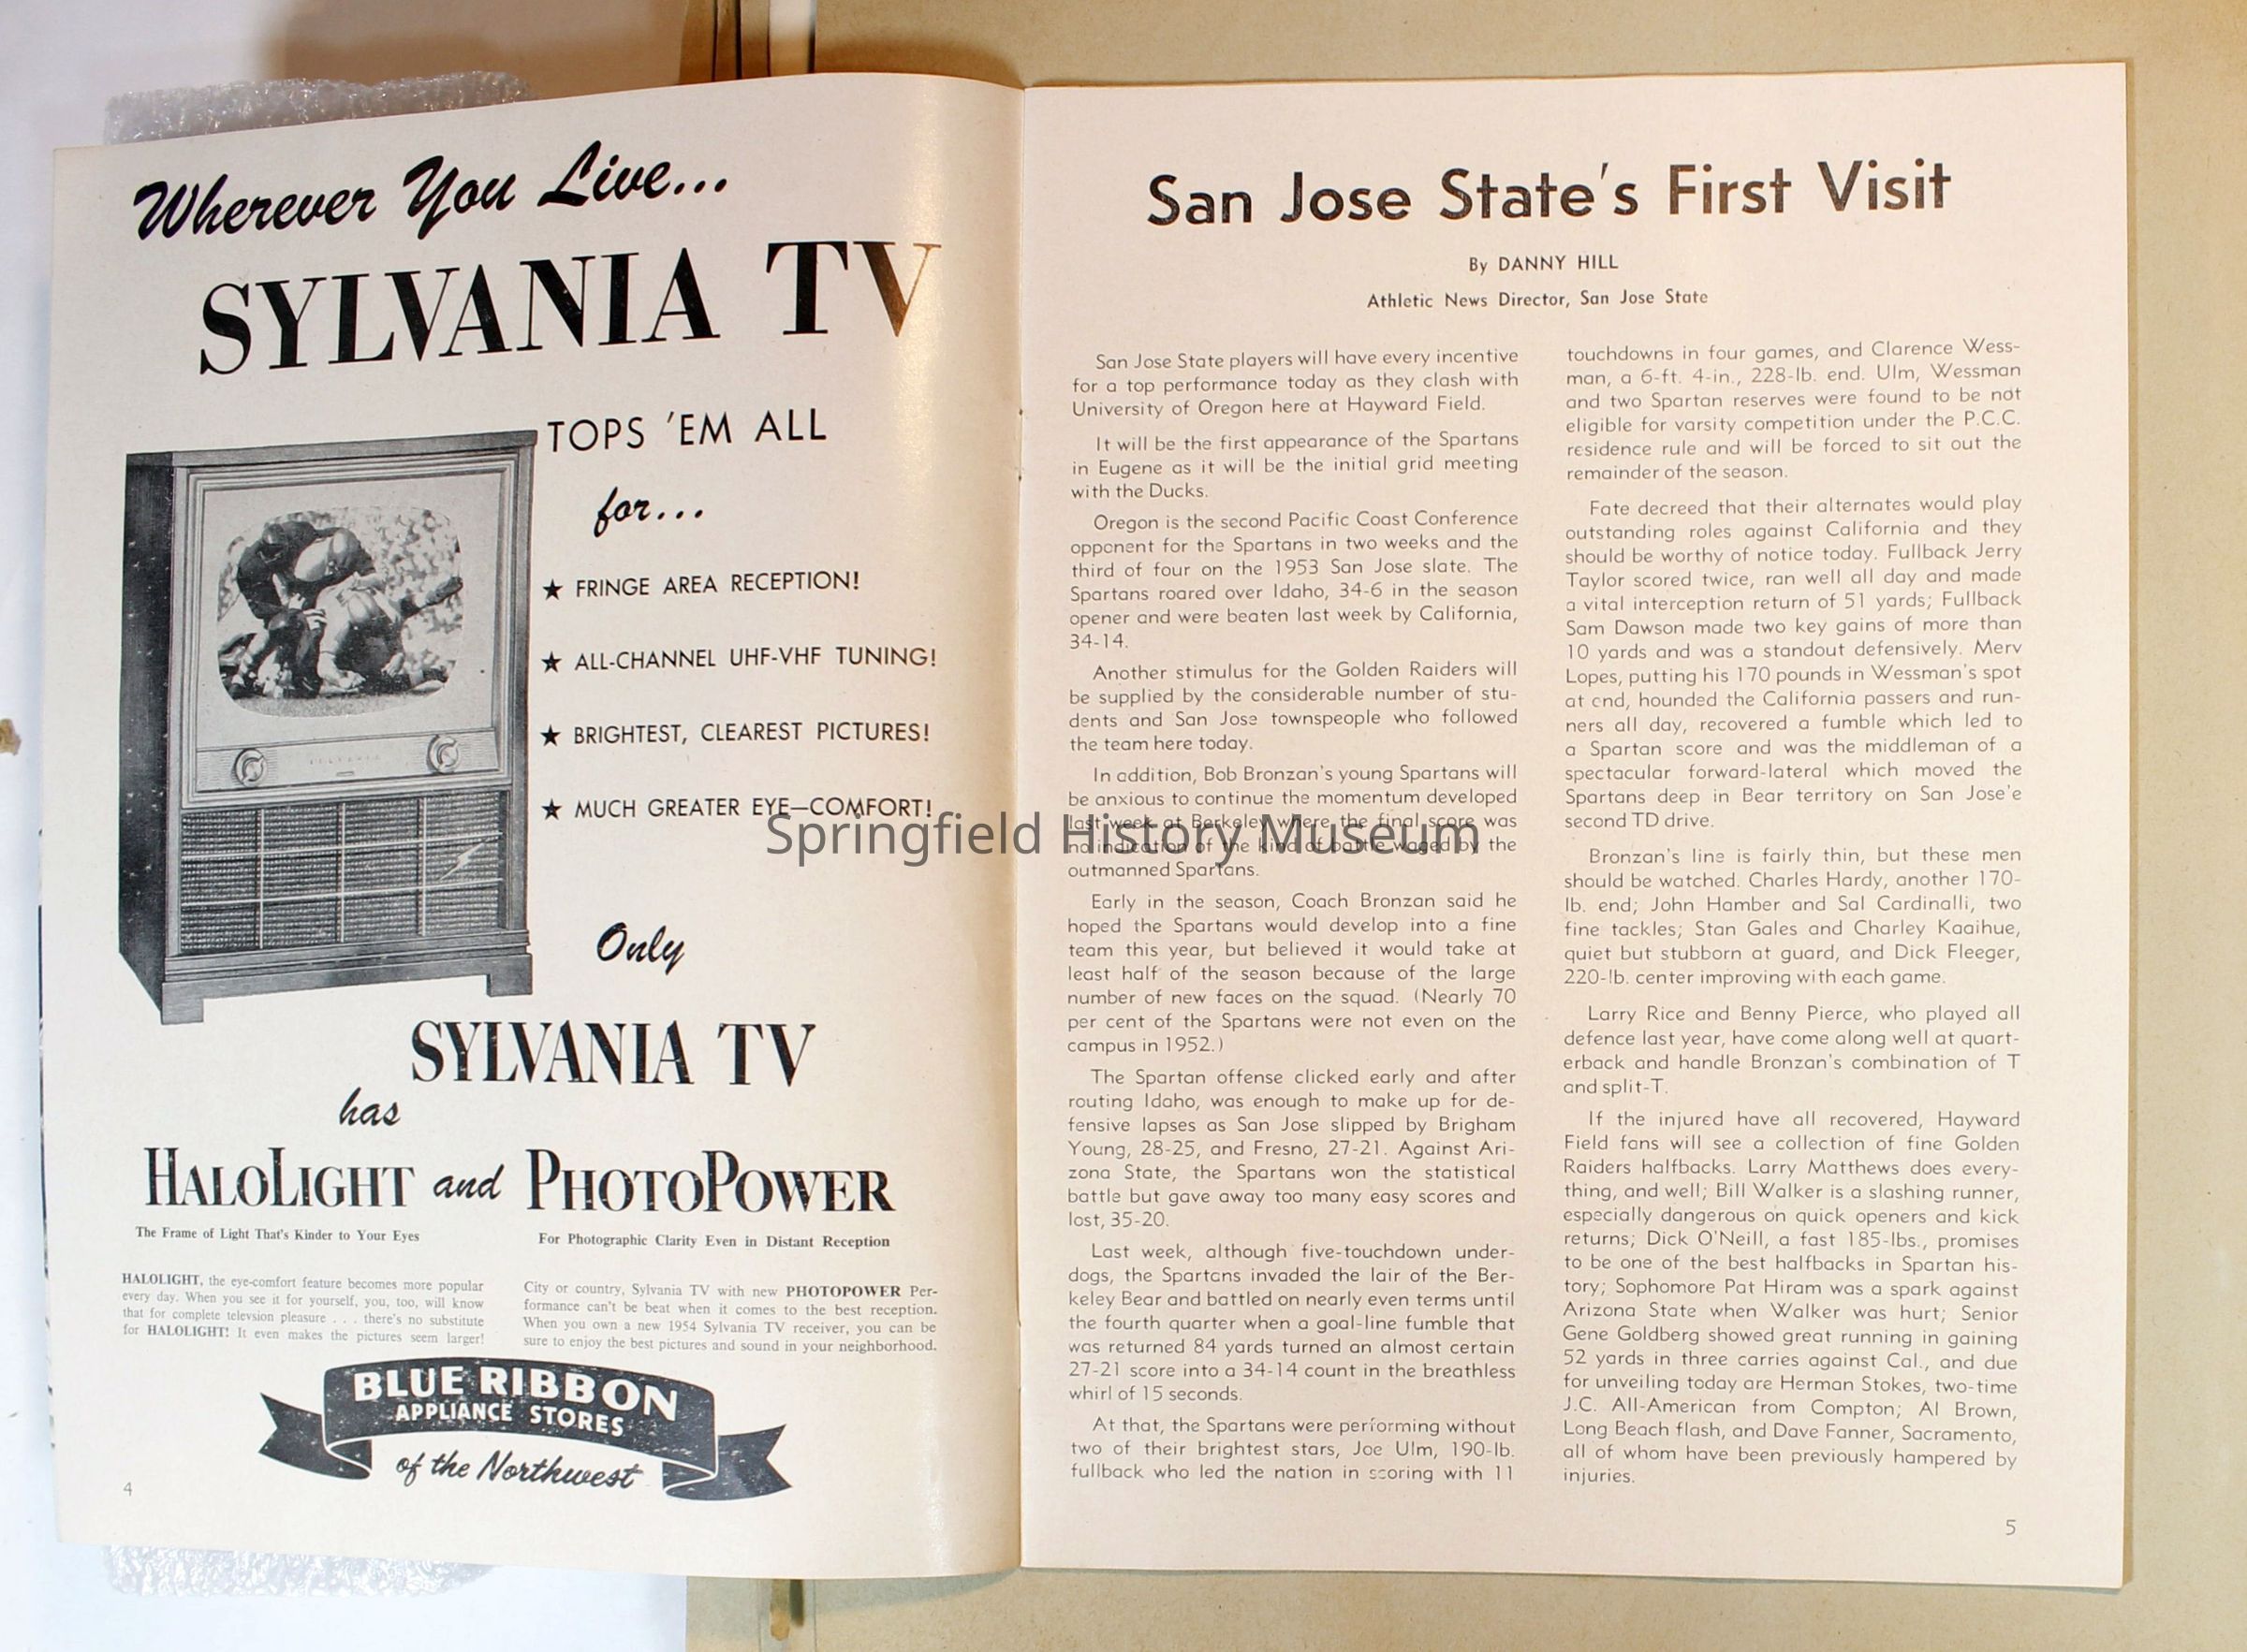 Wherever You Live...
SYLVANIA TV
TOPS 'EM ALL
for...
★ FRINGE AREA RECEPTION!
★ ALL-CHANNEL UHF-VHF TUNING!
★ BRIGHTEST, CLEAREST PICTURES!
★ MUCH GREATER EYE—COMFORT!
SYLVANIA
Only
SYLVANIA TV
has
HALOLIGHT and PHOTOPOWER
The Frame of Light That's Kinder to Your Eyes
For Photographic Clarity Even in Distant Reception
HALOLIGHT, the eye-comfort feature becomes more popular
every day. When you see it for yourself, you, too, will know
that for complete televsion pleasure . . . there's no substitute
for HALOLIGHT! It even makes the pictures seem larger!
City or country, Sylvania TV with new PHOTOPOWER Per-
formance can't be beat when it comes to the best reception.
When you own a new 1954 Sylvania TV receiver, you can be
sure to enjoy the best pictures and sound in your neighborhood.
BLUE RIBBON
APPLIANCE STORES
of the Northwest
4
San Jose State's First Visit
By DANNY HILL
Athletic News Director, San Jose State
San Jose State players will have every incentive
for a top performance today as they clash with
University of Oregon here at Hayward Field.
It will be the first appearance of the Spartans
in Eugene as it will be the initial grid meeting
with the Ducks.
Oregon is the second Pacific Coast Conference
opponent for the Spartans in two weeks and the
third of four on the 1953 San Jose slate. The
Spartans roared over Idaho, 34-6 in the season
opener and were beaten last week by California,
34-14.
Another stimulus for the Golden Raiders will
be supplied by the considerable number of stu-
dents and San Jose townspeople who followed
the team here today.
In addition, Bob Bronzan's young Spartans will
be anxious to continue the momentum developed
last week at Berkeley where the final score was
no indication of the kind of battle waged by the
outmanned Spartans.
Early in the season, Coach Bronzan said he
hoped the Spartans would develop into a fine
team this year, but believed it would take at
least half of the season because of the large
number of new faces on the squad. (Nearly 70
per cent of the Spartans were not even on the
campus in 1952.)
The Spartan offense clicked early and after
routing Idaho, was enough to make up for de-
fensive lapses as San Jose slipped by Brigham
Young, 28-25, and Fresno, 27-21. Against Ari-
zona State, the Spartans won the statistical
battle but gave away too many easy scores and
lost, 35-20.
Last week, although five-touchdown under-
dogs, the Spartans invaded the lair of the Ber-
keley Bear and battled on nearly even terms until
the fourth quarter when a goal-line fumble that
was returned 84 yards turned an almost certain
27-21 score into a 34-14 count in the breathless
whirl of 15 seconds.
At that, the Spartans were performing without
two of their brightest stars, Joe Ulm, 190-lb.
fullback who led the nation in scoring with 11
touchdowns in four games, and Clarence Wess-
man, a 6-ft. 4-in., 228-lb. end. Ulm, Wessman
and two Spartan reserves were found to be not
eligible for varsity competition under the P.C.C.
residence rule and will be forced to sit out the
remainder of the season.
Fate decreed that their alternates would play
outstanding roles against California and they
should be worthy of notice today. Fullback Jerry
Taylor scored twice, ran well all day and made
a vital interception return of 51 yards; Fullback
Sam Dawson made two key gains of more than
10 yards and was a standout defensively. Merv
Lopes, putting his 170 pounds in Wessman's spot
at end, hounded the California passers and run-
ners all day, recovered a fumble which led to
a Spartan score and was the middleman of a
spectacular forward-lateral which moved the
Spartans deep in Bear territory on San Jose'e
second TD drive.
Bronzan's line is fairly thin, but these men
should be watched. Charles Hardy, another 170-
lb. end; John Hamber and Sal Cardinalli, two
fine tackles; Stan Gales and Charley Kaaihue,
quiet but stubborn at guard, and Dick Fleeger,
220-lb. center improving with each game.
Larry Rice and Benny Pierce, who played all
defence last year, have come along well at quart-
erback and handle Bronzan's combination of T
and split-T.
If the injured have all recovered, Hayward
Field fans will see a collection of fine Golden
Raiders halfbacks. Larry Matthews does every-
thing, and well; Bill Walker is a slashing runner,
especially dangerous on quick openers and kick
returns; Dick O'Neill, a fast 185-lbs., promises
to be one of the best halfbacks in Spartan his-
tory; Sophomore Pat Hiram was a spark against
Arizona State when Walker was hurt; Senior
Gene Goldberg showed great running in gaining
52 yards in three carries against Cal., and due
for unveiling today are Herman Stokes, two-time
J.C. All-American from Compton; Al Brown,
Long Beach flash, and Dave Fanner, Sacramento,
all of whom have been previously hampered by
injuries.
5
Springfield History Museum